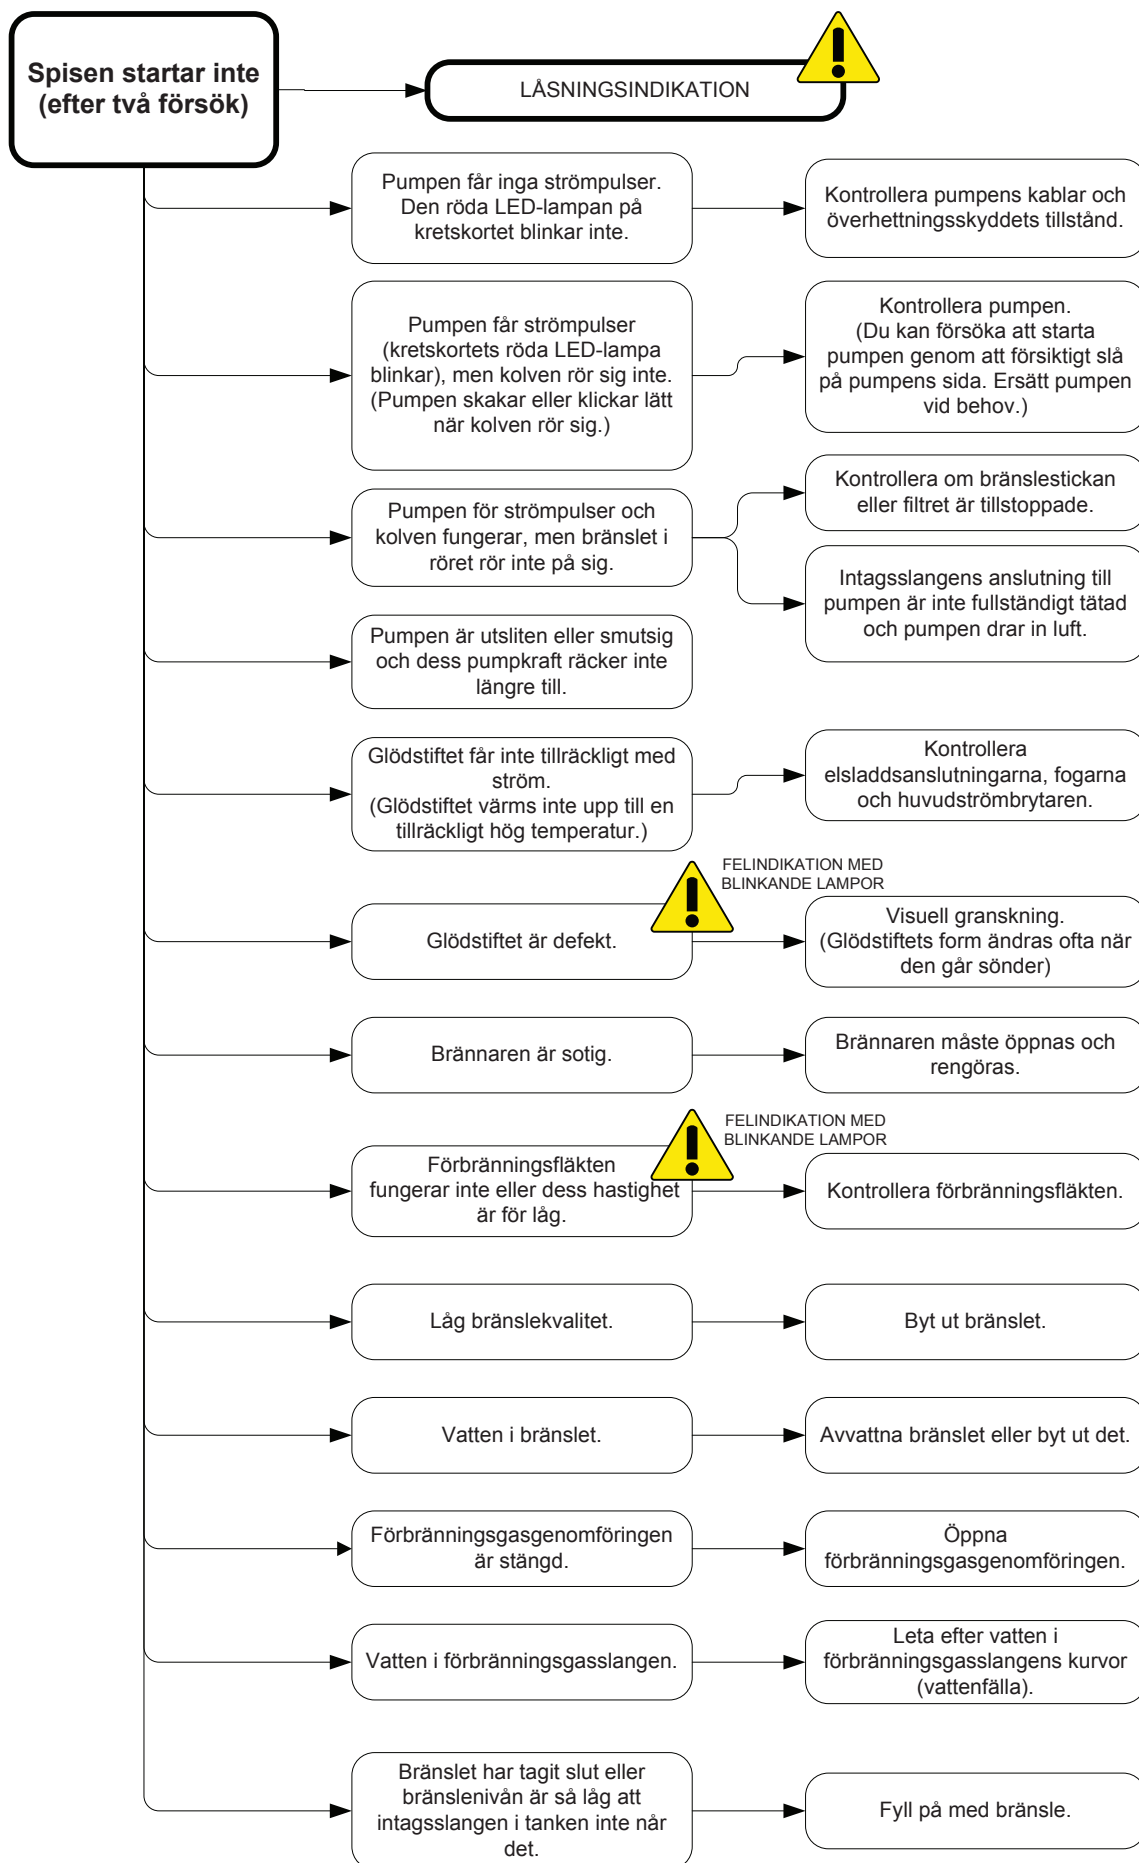 Spisen startar inte
(efter två försök)
LÅSNINGSINDIKATION
Pumpen får inga strömpulser.
Den röda LED-lampan på
kretskortet blinkar inte.
Kontrollera pumpens kablar och
överhettningsskyddets tillstånd.
Pumpen får strömpulser
(kretskortets röda LED-lampa
blinkar), men kolven rör sig inte.
(Pumpen skakar eller klickar lätt
när kolven rör sig.)
Kontrollera pumpen.
(Du kan försöka att starta
pumpen genom att försiktigt slå
på pumpens sida. Ersätt pumpen
vid behov.)
Pumpen för strömpulser och
kolven fungerar, men bränslet i
röret rör inte på sig.
Kontrollera om bränslestickan
eller filtret är tillstoppade.
Intagsslangens anslutning till
pumpen är inte fullständigt tätad
och pumpen drar in luft.
Pumpen är utsliten eller smutsig
och dess pumpkraft räcker inte
längre till.
Glödstiftet får inte tillräckligt med
ström.
(Glödstiftet värms inte upp till en
tillräckligt hög temperatur.)
Kontrollera
elsladdsanslutningarna, fogarna
och huvudströmbrytaren.
FELINDIKATION MED
BLINKANDE LAMPOR
Glödstiftet är defekt.
Visuell granskning.
(Glödstiftets form ändras ofta när
den går sönder)
Brännaren är sotig.
Brännaren måste öppnas och
rengöras.
FELINDIKATION MED
BLINKANDE LAMPOR
Förbränningsfläkten
fungerar inte eller dess hastighet
är för låg.
Kontrollera förbränningsfläkten.
Låg bränslekvalitet.
Byt ut bränslet.
Vatten i bränslet.
Avvattna bränslet eller byt ut det.
Förbränningsgasgenomföringen
är stängd.
Öppna
förbränningsgasgenomföringen.
Vatten i förbränningsgasslangen.
Leta efter vatten i
förbränningsgasslangens kurvor
(vattenfälla).
Bränslet har tagit slut eller
bränslenivån är så låg att
intagsslangen i tanken inte når
det.
Fyll på med bränsle.